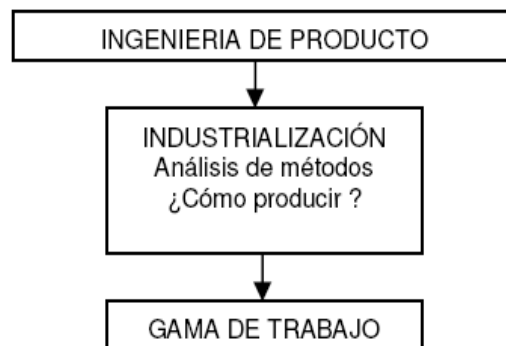 INGENIERIA DE PRODUCTO
INDUSTRIALIZACIÓN
Análisis de métodos
¿Cómo producir ?
GAMA DE TRABAJO